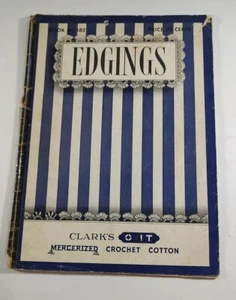 EDGINGS
CLARK'S O.N.T.
MERCERIZED CROCHET COTTON